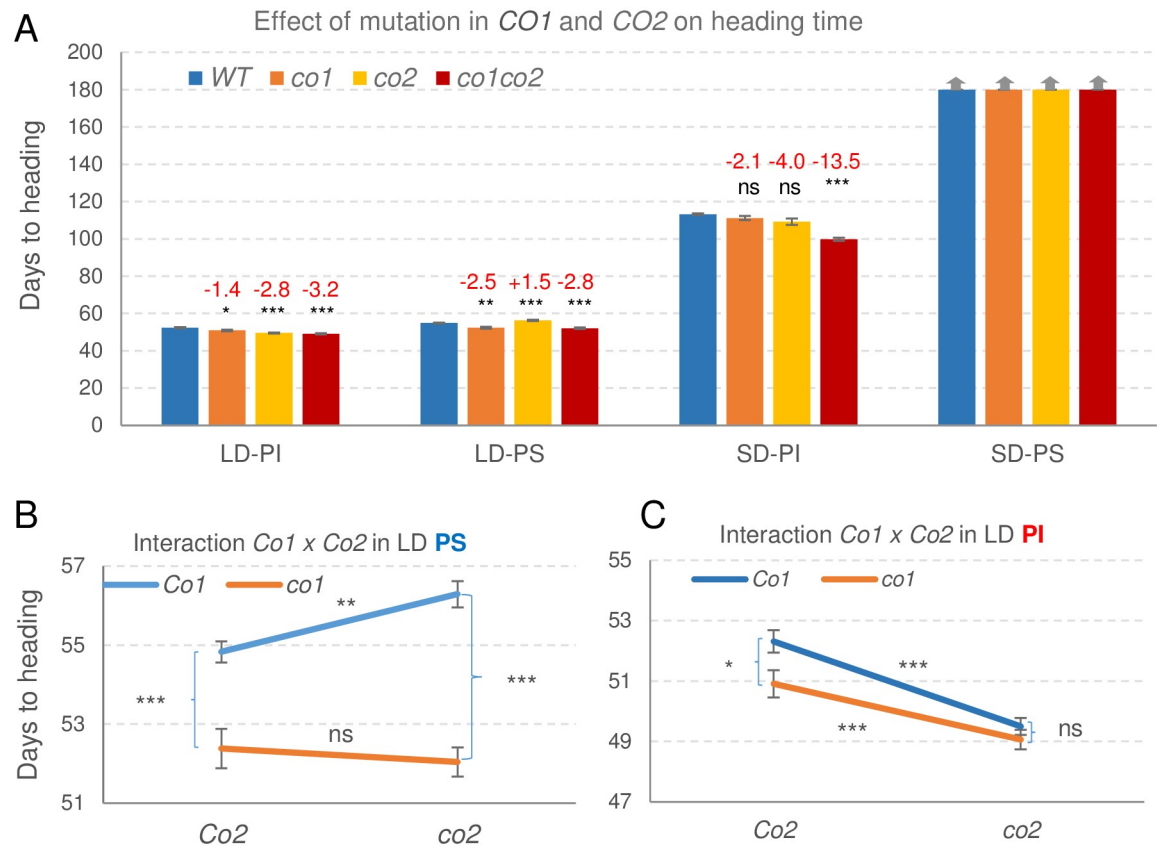 A
Effect of mutation in CO1 and CO2 on heading time
Days to heading
200
180
160
140
120
100
80
60
40
20
0
WT co1 co2 co1co2
-1.4 -2.8 -3.2
* *** ***
-2.5 +1.5 -2.8
** *** ***
-2.1 -4.0 -13.5
ns ns ***
LD-PI LD-PS SD-PI SD-PS
B
Interaction Co1 x Co2 in LD PS
Days to heading
57
55
53
51
Co1 co1
**
***
***
ns
Co2 co2
C
Interaction Co1 x Co2 in LD PI
55
53
51
49
47
Co1 co1
*
***
***
ns
Co2 co2